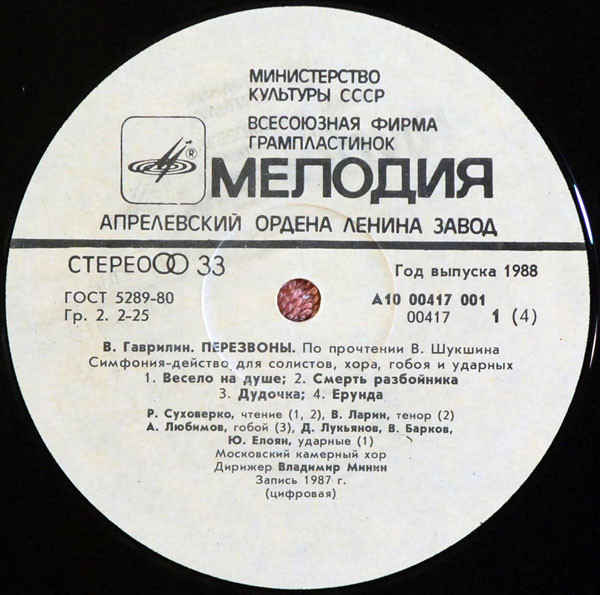 МИНИСТЕРСТВО
КУЛЬТУРЫ СССР
ВСЕСОЮЗНАЯ ФИРМА
ГРАМПЛАСТИНОК
®
МЕЛОДИЯ
АПРЕЛЕВСКИЙ ОРДЕНА ЛЕНИНА ЗАВОД
СТЕРЕО 33
Год выпуска 1988
ГОСТ 5289-80
А10 00417 001
Гр. 2. 2-25
00417 1 (4)
В. Гаврилин. ПЕРЕЗВОНЫ. По прочтении В. Шукшина
Симфония-действо для солистов, хора, гобоя и ударных
1. Весело на душе; 2. Смерть разбойника
3. Дудочка; 4. Ерунда
Р. Суховерко, чтение (1, 2), В. Ларин, тенор (2)
А. Любимов, гобой (3), Д. Лукьянов, В. Барков,
Ю. Елоян, ударные (1)
Московский камерный хор
Дирижер Владимир Минин
Запись 1987 г.
(цифровая)